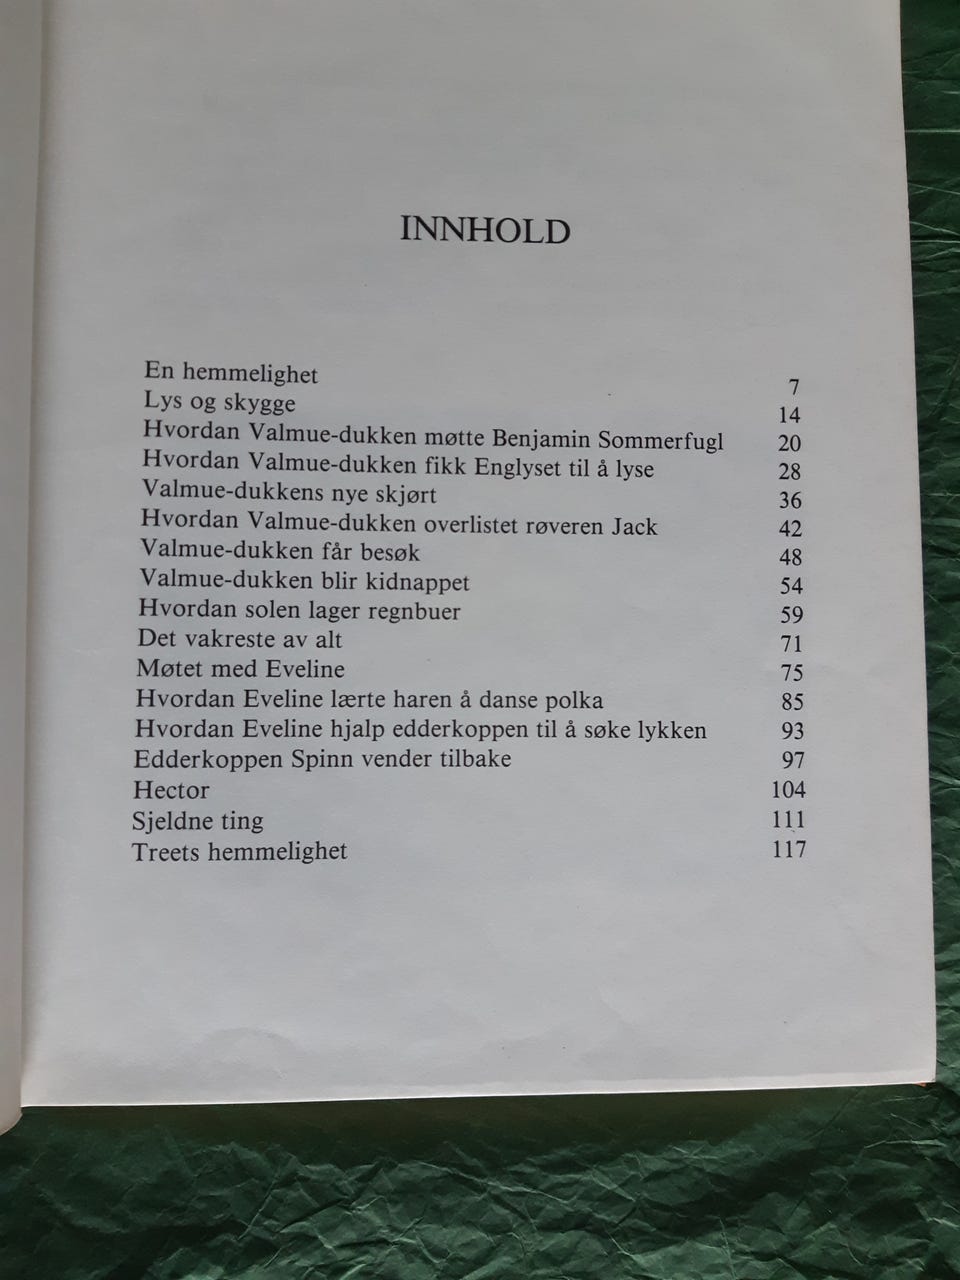 INNHOLD
En hemmelighet 7
Lys og skygge 14
Hvordan Valmue-dukken møtte Benjamin Sommerfugl 20
Hvordan Valmue-dukken fikk Englyset til å lyse 28
Valmue-dukkens nye skjørt 36
Hvordan Valmue-dukken overlistet røveren Jack 42
Valmue-dukken får besøk 48
Valmue-dukken blir kidnappet 54
Hvordan solen lager regnbuer 59
Det vakreste av alt 71
Møtet med Eveline 75
Hvordan Eveline lærte haren å danse polka 85
Hvordan Eveline hjalp edderkoppen til å søke lykken 93
Edderkoppen Spinn vender tilbake 97
Hector 104
Sjeldne ting 111
Treets hemmelighet 117